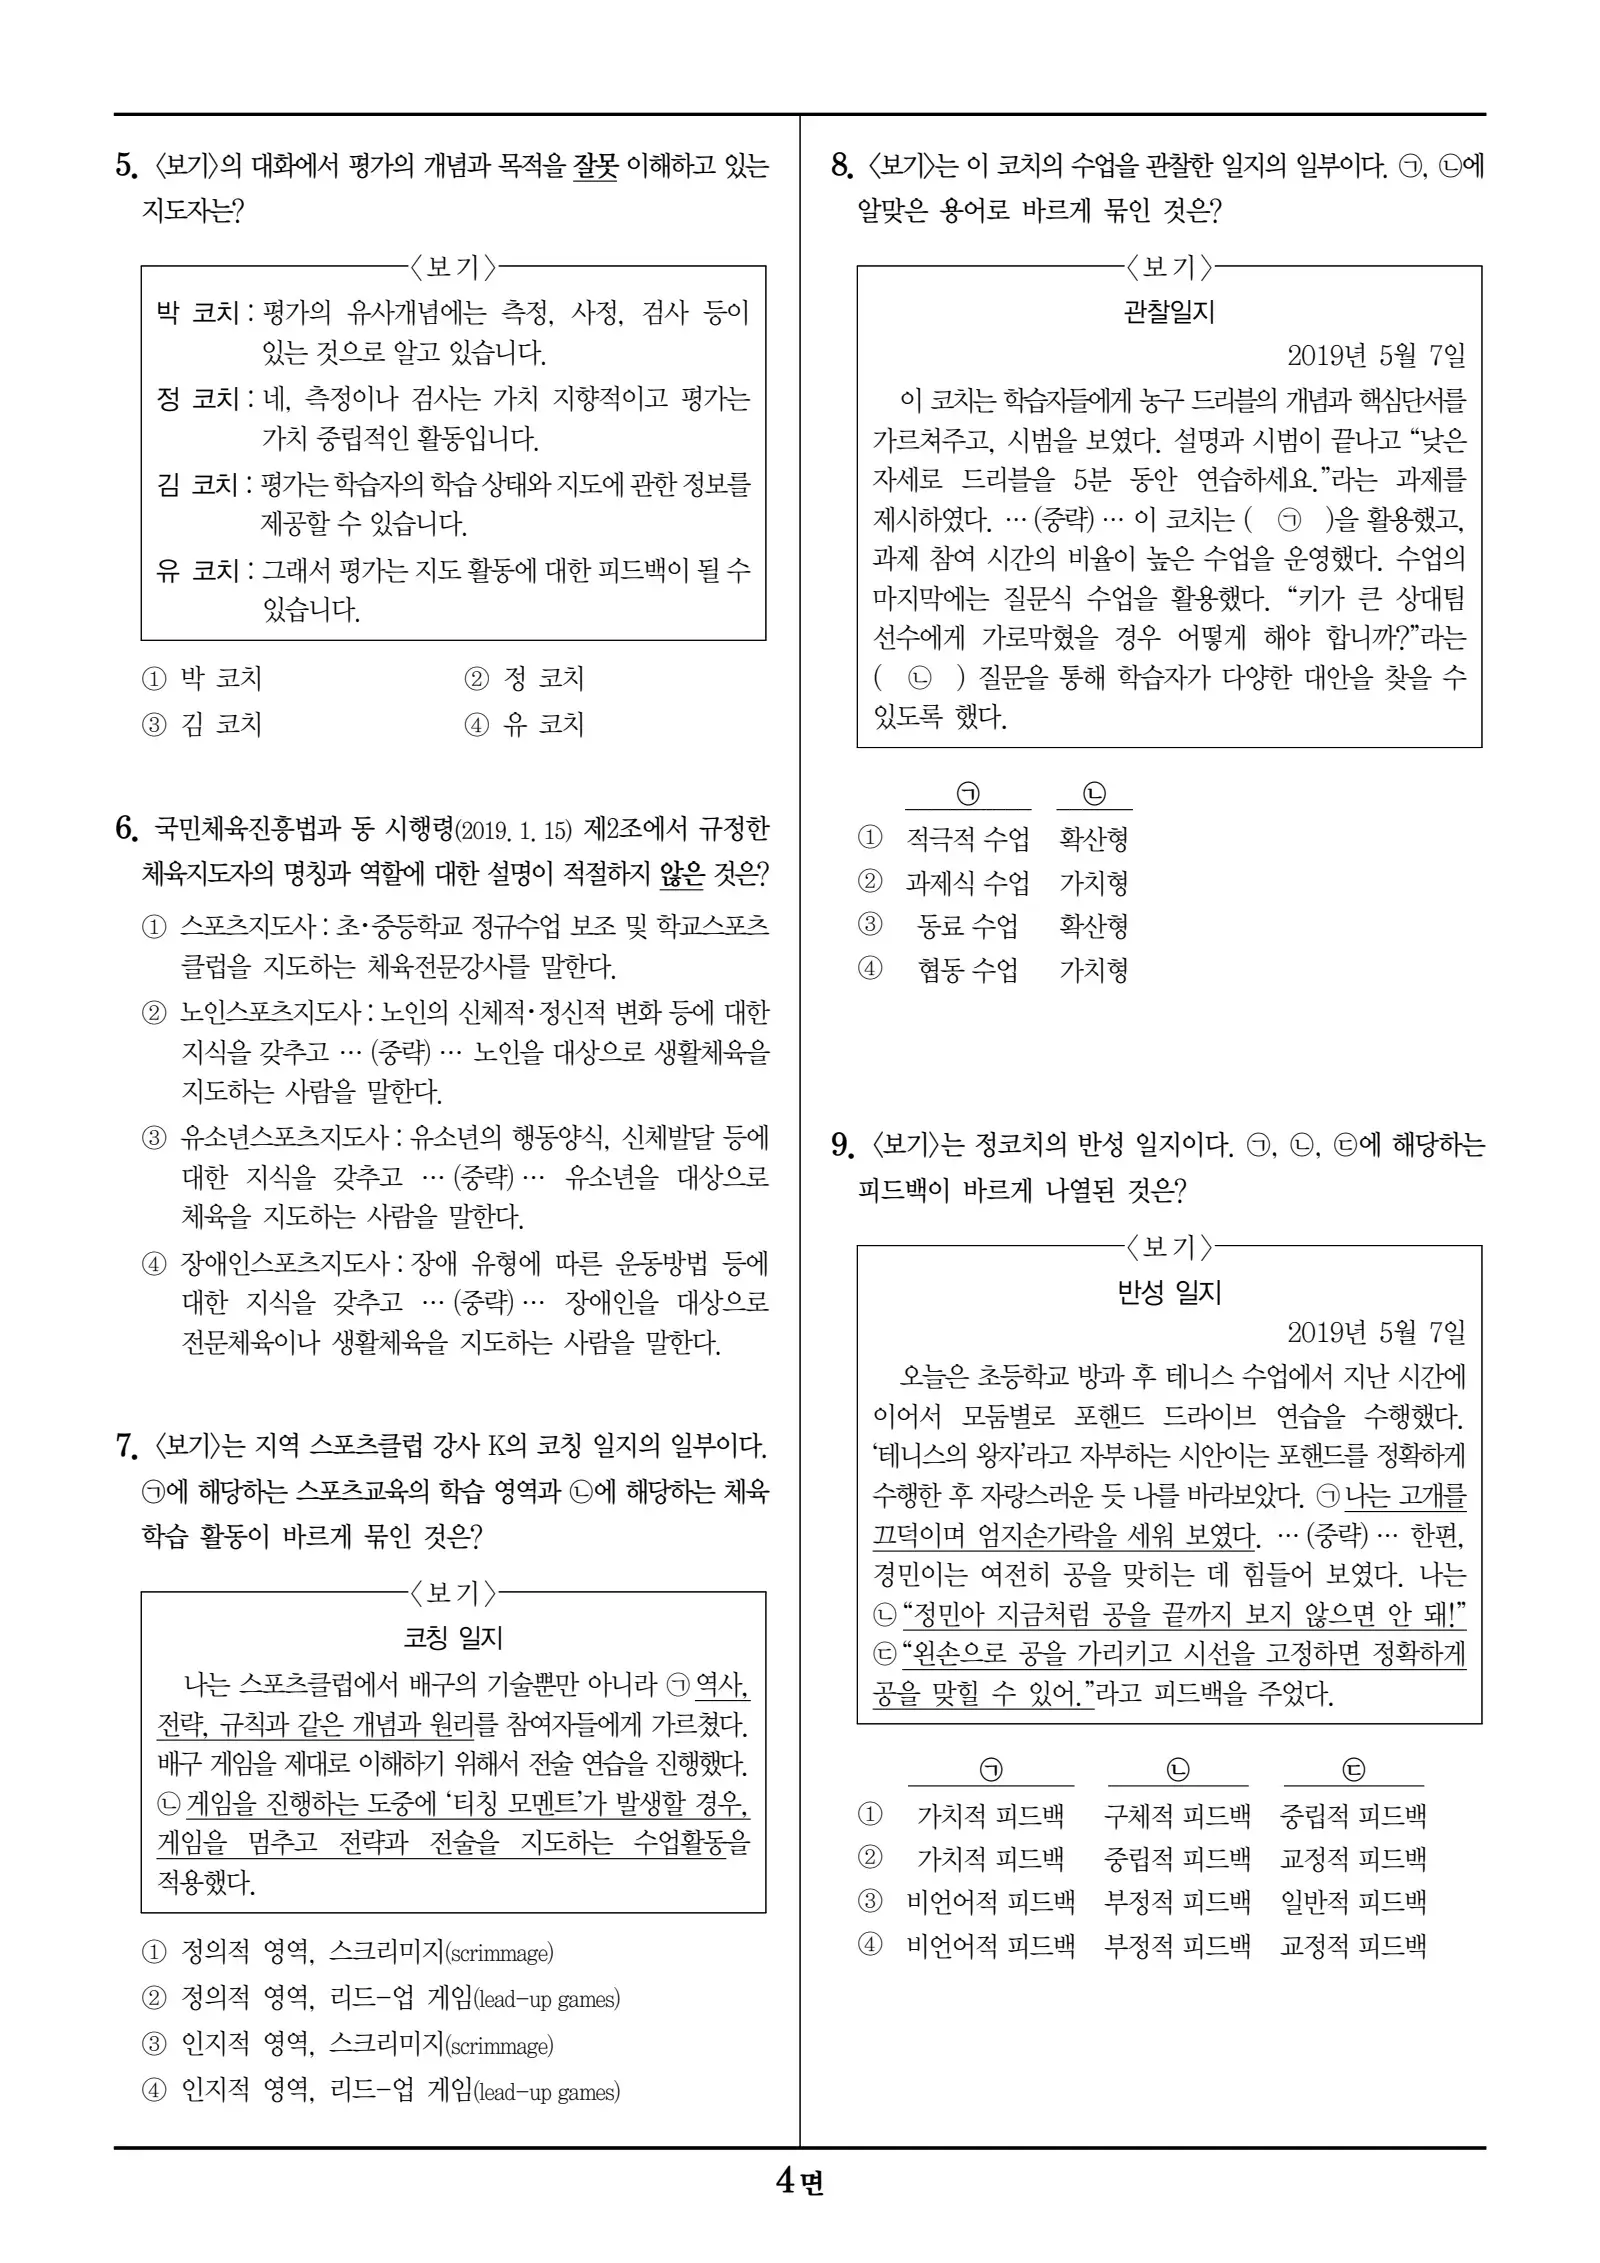 5. 〈보기〉의 대화에서 평가의 개념과 목적을 잘못 이해하고 있는
지도자는?
〈보 기〉
박 코치 : 평가의 유사개념에는 측정, 사정, 검사 등이
있는 것으로 알고 있습니다.
정 코치 : 네, 측정이나 검사는 가치 지향적이고 평가는
가치 중립적인 활동입니다.
김 코치 : 평가는 학습자의 학습 상태와 지도에 관한 정보를
제공할 수 있습니다.
유 코치 : 그래서 평가는 지도 활동에 대한 피드백이 될 수
있습니다.
① 박 코치 ② 정 코치
③ 김 코치 ④ 유 코치
6. 국민체육진흥법과 동 시행령(2019. 1. 15) 제2조에서 규정한
체육지도자의 명칭과 역할에 대한 설명이 적절하지 않은 것은?
① 스포츠지도사 : 초･중등학교 정규수업 보조 및 학교스포츠
클럽을 지도하는 체육전문강사를 말한다.
② 노인스포츠지도사 : 노인의 신체적･정신적 변화 등에 대한
지식을 갖추고 … (중략) … 노인을 대상으로 생활체육을
지도하는 사람을 말한다.
③ 유소년스포츠지도사 : 유소년의 행동양식, 신체발달 등에
대한 지식을 갖추고 … (중략) … 유소년을 대상으로
체육을 지도하는 사람을 말한다.
④ 장애인스포츠지도사 : 장애 유형에 따른 운동방법 등에
대한 지식을 갖추고 … (중략) … 장애인을 대상으로
전문체육이나 생활체육을 지도하는 사람을 말한다.
7. 〈보기〉는 지역 스포츠클럽 강사 K의 코칭 일지의 일부이다.
㉠에 해당하는 스포츠교육의 학습 영역과 ㉡에 해당하는 체육
학습 활동이 바르게 묶인 것은?
〈보 기〉
코칭 일지
나는 스포츠클럽에서 배구의 기술뿐만 아니라 ㉠ 역사,
전략, 규칙과 같은 개념과 원리를 참여자들에게 가르쳤다.
배구 게임을 제대로 이해하기 위해서 전술 연습을 진행했다.
㉡ 게임을 진행하는 도중에 ‘티칭 모멘트’가 발생할 경우,
게임을 멈추고 전략과 전술을 지도하는 수업활동을
적용했다.
① 정의적 영역, 스크리미지(scrimmage)
② 정의적 영역, 리드-업 게임(lead-up games)
③ 인지적 영역, 스크리미지(scrimmage)
④ 인지적 영역, 리드-업 게임(lead-up games)
8. 〈보기〉는 이 코치의 수업을 관찰한 일지의 일부이다. ㉠, ㉡에
알맞은 용어로 바르게 묶인 것은?
〈보 기〉
관찰일지
2019년 5월 7일
이 코치는 학습자들에게 농구 드리블의 개념과 핵심단서를
가르쳐주고, 시범을 보였다. 설명과 시범이 끝나고 “낮은
자세로 드리블을 5분 동안 연습하세요.”라는 과제를
제시하였다. … (중략) … 이 코치는 ( ㉠ )을 활용했고,
과제 참여 시간의 비율이 높은 수업을 운영했다. 수업의
마지막에는 질문식 수업을 활용했다. “키가 큰 상대팀
선수에게 가로막혔을 경우 어떻게 해야 합니까?”라는
( ㉡ ) 질문을 통해 학습자가 다양한 대안을 찾을 수
있도록 했다.
㉠ ㉡
① 적극적 수업 확산형
② 과제식 수업 가치형
③ 동료 수업 확산형
④ 협동 수업 가치형
9. 〈보기〉는 정코치의 반성 일지이다. ㉠, ㉡, ㉢에 해당하는
피드백이 바르게 나열된 것은?
〈보 기〉
반성 일지
2019년 5월 7일
오늘은 초등학교 방과 후 테니스 수업에서 지난 시간에
이어서 모둠별로 포핸드 드라이브 연습을 수행했다.
‘테니스의 왕자’라고 자부하는 시안이는 포핸드를 정확하게
수행한 후 자랑스러운 듯 나를 바라보았다. ㉠ 나는 고개를
끄덕이며 엄지손가락을 세워 보였다. … (중략) … 한편,
경민이는 여전히 공을 맞히는 데 힘들어 보였다. 나는
㉡ “정민아 지금처럼 공을 끝까지 보지 않으면 안 돼!”
㉢ “왼손으로 공을 가리키고 시선을 고정하면 정확하게
공을 맞힐 수 있어.”라고 피드백을 주었다.
㉠ ㉡ ㉢
① 가치적 피드백 구체적 피드백 중립적 피드백
② 가치적 피드백 중립적 피드백 교정적 피드백
③ 비언어적 피드백 부정적 피드백 일반적 피드백
④ 비언어적 피드백 부정적 피드백 교정적 피드백
4면